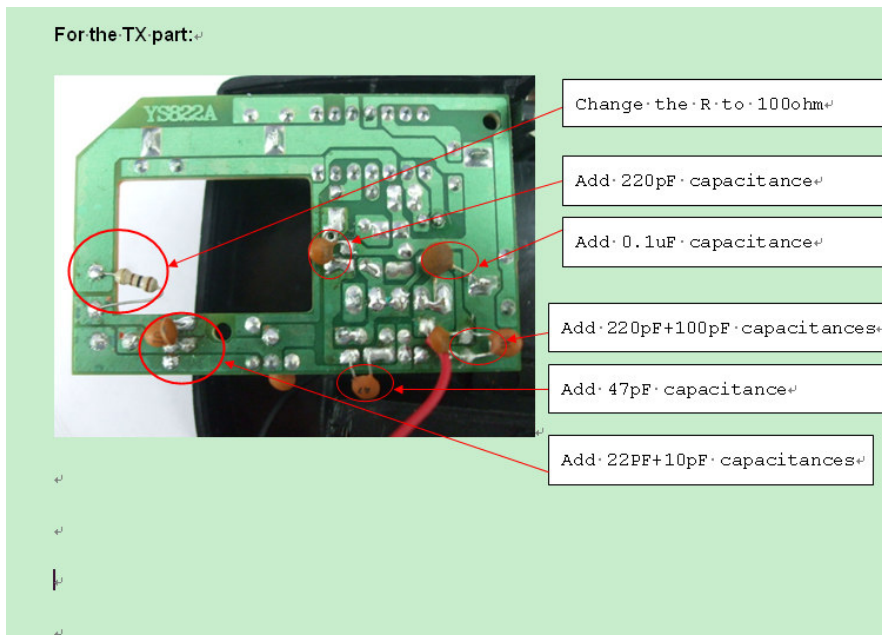 For the TX part:
YS822A
Change the R to 100ohm
Add 220pF capacitance
Add 0.1uF capacitance
Add 220pF+100pF capacitances
Add 47pF capacitance
Add 22PF+10pF capacitances